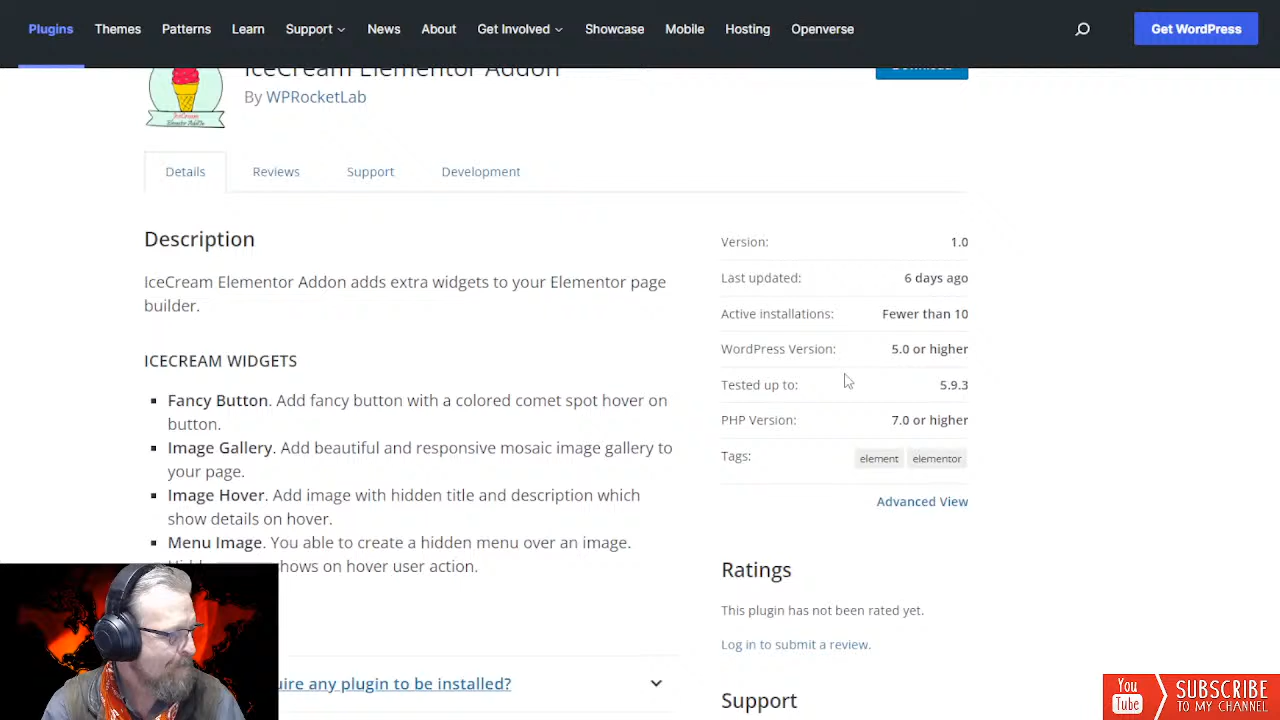 Plugins Themes Patterns Learn Support News About Get Involved Showcase Mobile Hosting Openverse Get WordPress
IceCream Elementor Addon
By WPRocketLab
IceCream
Elementor AddOn
Details Reviews Support Development
Description
IceCream Elementor Addon adds extra widgets to your Elementor page
builder.
ICECREAM WIDGETS
Fancy Button. Add fancy button with a colored comet spot hover on
button.
Image Gallery. Add beautiful and responsive mosaic image gallery to
your page.
Image Hover. Add image with hidden title and description which
show details on hover.
Menu Image. You able to create a hidden menu over an image.
hows on hover user action.
uire any plugin to be installed?
Version: 1.0
Last updated: 6 days ago
Active installations: Fewer than 10
WordPress Version: 5.0 or higher
Tested up to: 5.9.3
PHP Version: 7.0 or higher
Tags: element elementor
Advanced View
Ratings
This plugin has not been rated yet.
Log in to submit a review.
Support
You
Tube
SUBSCRIBE
TO MY CHANNEL